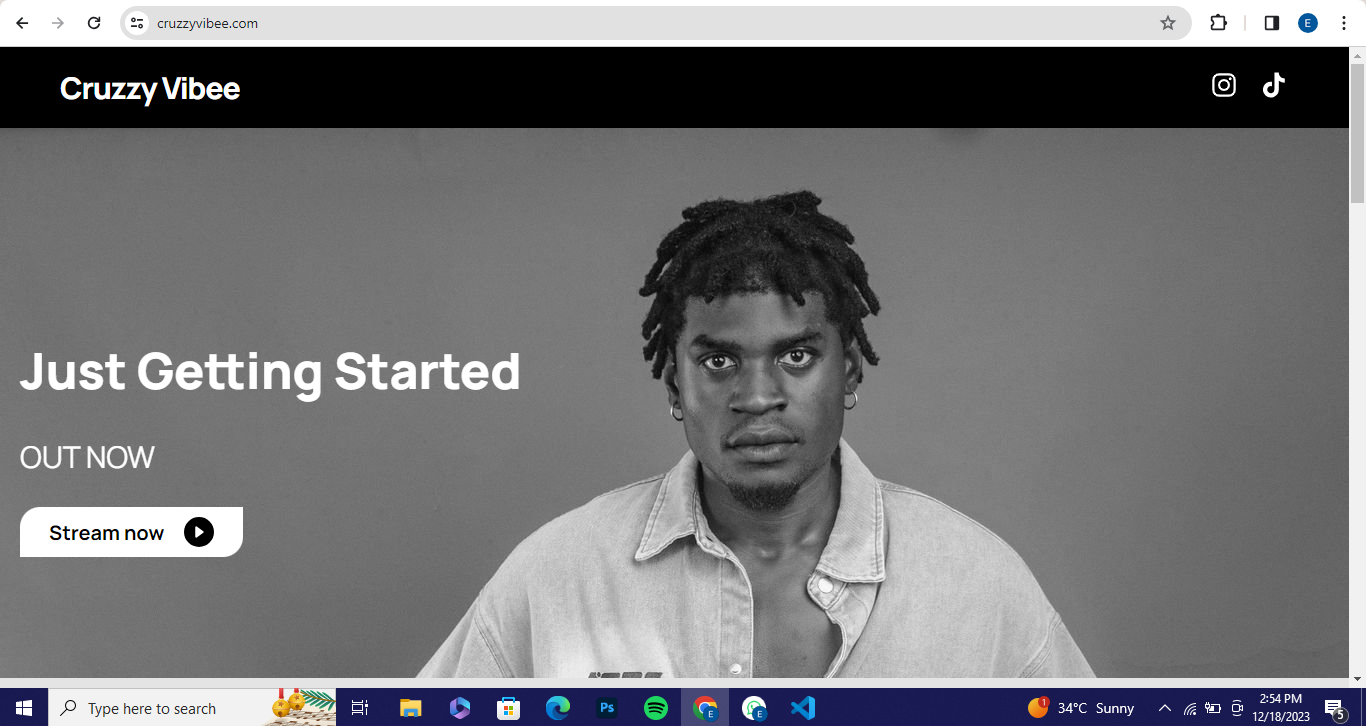 cruzzyvibee.com
E
Cruzzy Vibee
Just Getting Started
OUT NOW
Stream now
Type here to search
Ps
E
E
1
34°C Sunny
2:54 PM
12/18/2023
5